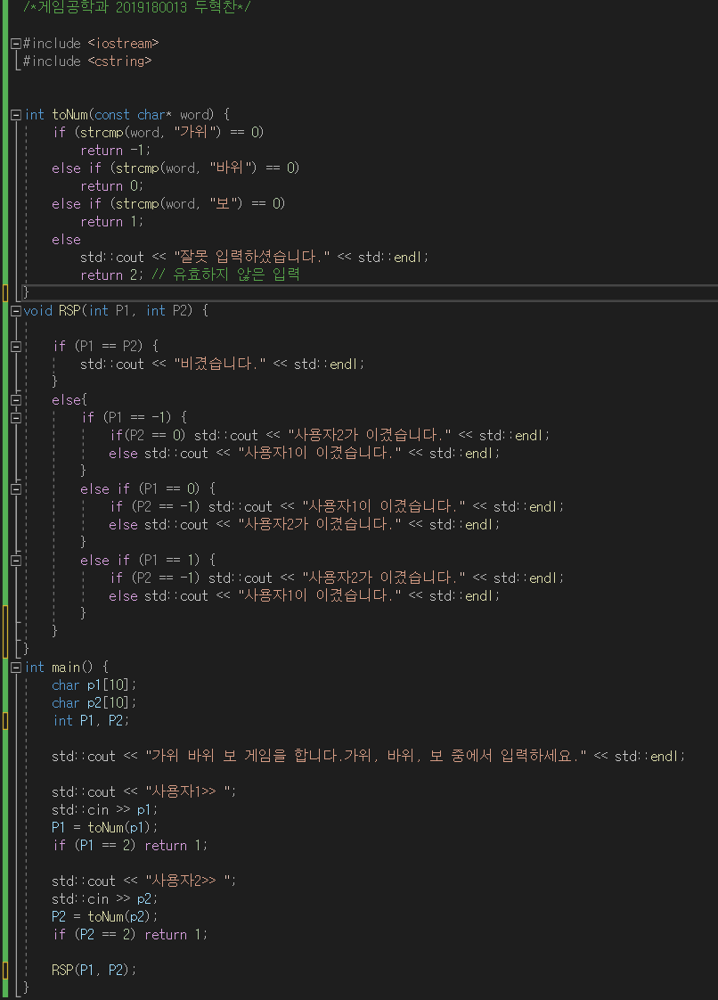 /*게임공학과 2019180013 두혁찬*/
#include <iostream>
#include <cstring>
int toNum(const char* word) {
if (strcmp(word, "가위") == 0)
return -1;
else if (strcmp(word, "바위") == 0)
return 0;
else if (strcmp(word, "보") == 0)
return 1;
else
std::cout << "잘못 입력하셨습니다." << std::endl;
return 2; // 유효하지 않은 입력
}
void RSP(int P1, int P2) {
if (P1 == P2) {
std::cout << "비겼습니다." << std::endl;
}
else{
if (P1 == -1) {
if(P2 == 0) std::cout << "사용자2가 이겼습니다." << std::endl;
else std::cout << "사용자1이 이겼습니다." << std::endl;
}
else if (P1 == 0) {
if (P2 == -1) std::cout << "사용자1이 이겼습니다." << std::endl;
else std::cout << "사용자2가 이겼습니다." << std::endl;
}
else if (P1 == 1) {
if (P2 == -1) std::cout << "사용자2가 이겼습니다." << std::endl;
else std::cout << "사용자1이 이겼습니다." << std::endl;
}
}
}
int main() {
char p1[10];
char p2[10];
int P1, P2;
std::cout << "가위 바위 보 게임을 합니다.가위, 바위, 보 중에서 입력하세요." << std::endl;
std::cout << "사용자1>> ";
std::cin >> p1;
P1 = toNum(p1);
if (P1 == 2) return 1;
std::cout << "사용자2>> ";
std::cin >> p2;
P2 = toNum(p2);
if (P2 == 2) return 1;
RSP(P1, P2);
}